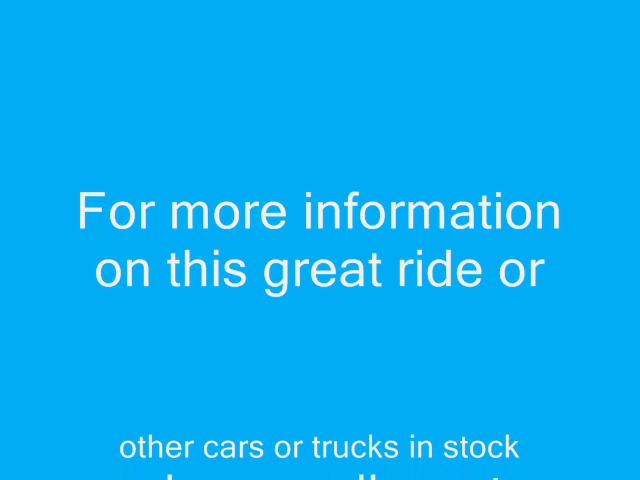 For more information
on this great ride or
other cars or trucks in stock